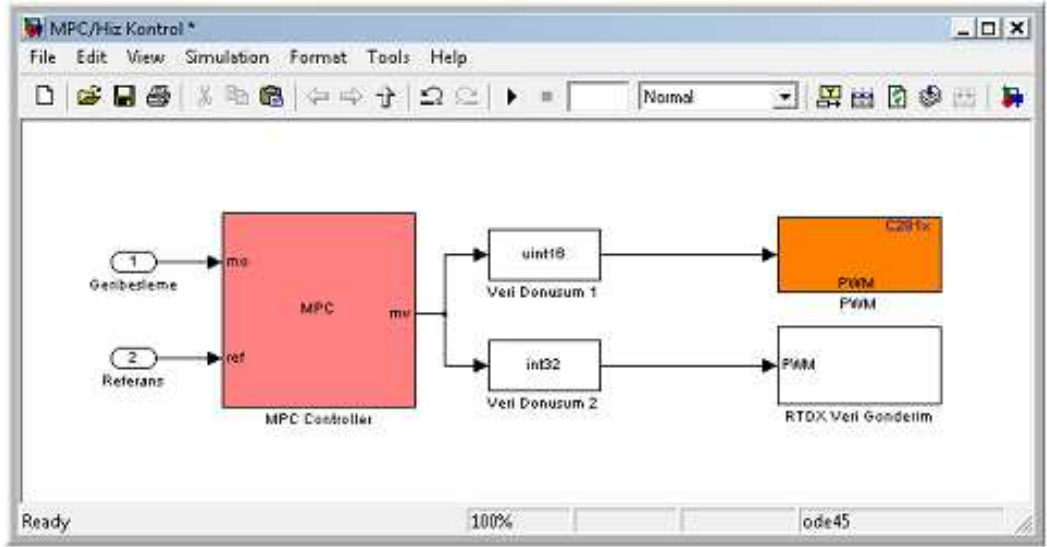 MPC/Hiz Kontrol *
File Edit View Simulation Format Tools Help
Normal
1
Geribesleme
2
Referans
mo
ref
MPC
mv
MPC Controller
uint16
Veri Donusum 1
int32
Veri Donusum 2
C281x
PWM
PWM
PWM
RTDX Veri Gonderim
Ready
100%
ode45